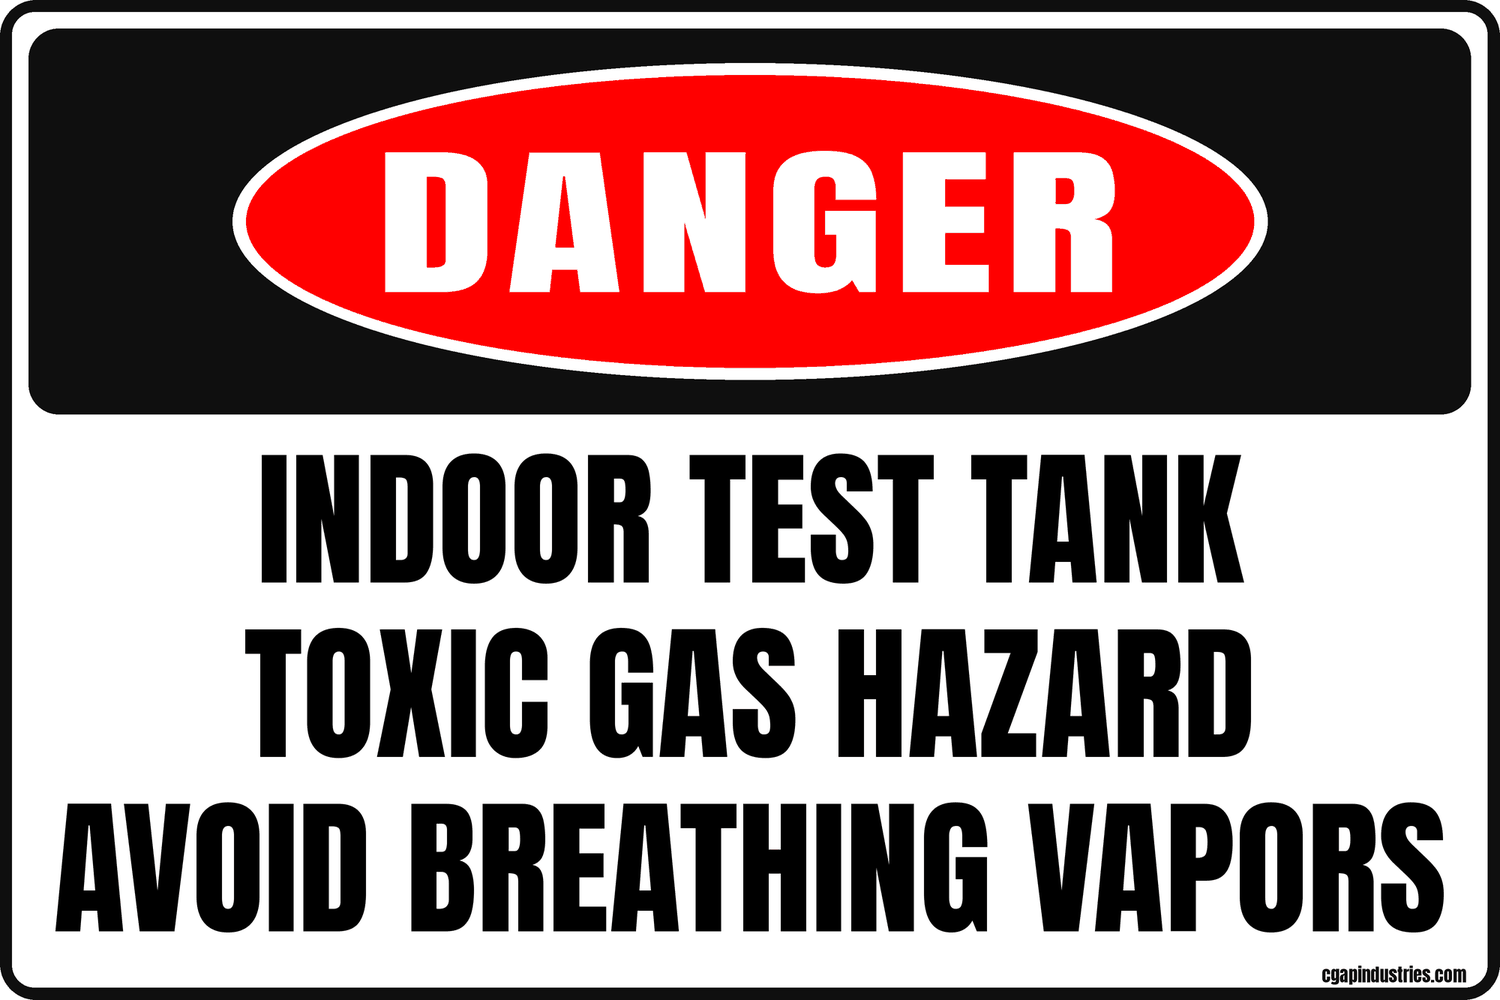 DANGER
INDOOR TEST TANK
TOXIC GAS HAZARD
AVOID BREATHING VAPORS
cgapindustries.com